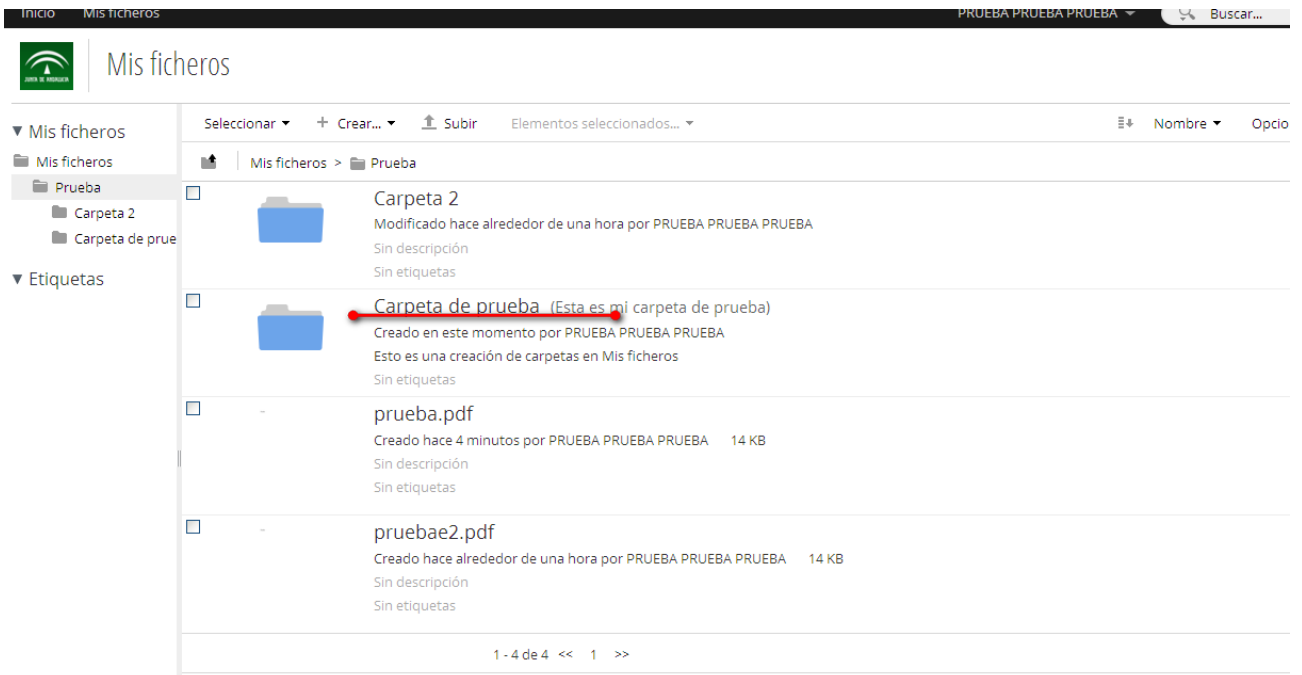 Inicio Mis ficheros PRUEBA PRUEBA PRUEBA Buscar...
JUNTA DE ANDALUCIA
Mis ficheros
Mis ficheros
Mis ficheros
Prueba
Carpeta 2
Carpeta de prue
Etiquetas
Seleccionar + Crear... Subir Elementos seleccionados... Nombre Opcio
Mis ficheros > Prueba
Carpeta 2
Modificado hace alrededor de una hora por PRUEBA PRUEBA PRUEBA
Sin descripción
Sin etiquetas
Carpeta de prueba (Esta es mi carpeta de prueba)
Creado en este momento por PRUEBA PRUEBA PRUEBA
Esto es una creación de carpetas en Mis ficheros
Sin etiquetas
prueba.pdf
Creado hace 4 minutos por PRUEBA PRUEBA PRUEBA 14 KB
Sin descripción
Sin etiquetas
pruebae2.pdf
Creado hace alrededor de una hora por PRUEBA PRUEBA PRUEBA 14 KB
Sin descripción
Sin etiquetas
1 - 4 de 4 << 1 >>